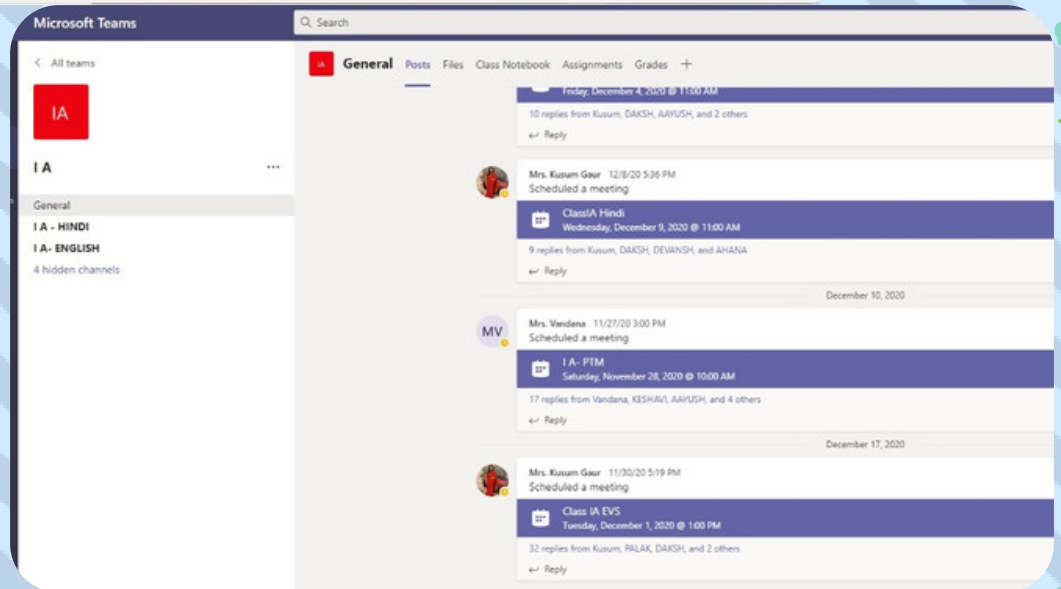 Microsoft Teams
Search
All teams
IA
I A
...
General
I A - HINDI
I A- ENGLISH
4 hidden channels
IA General Posts Files Class Notebook Assignments Grades +
Friday, December 4, 2020 @ 11:00 AM
10 replies from Kusum, DAKSH, AAYUSH, and 2 others
Reply
Mrs. Kusum Gaur 12/8/20 5:36 PM
Scheduled a meeting
ClassIA Hindi
Wednesday, December 9, 2020 @ 11:00 AM
9 replies from Kusum, DAKSH, DEVANSH, and AHANA
Reply
December 10, 2020
MV
Mrs. Vandana 11/27/20 3:00 PM
Scheduled a meeting
I A- PTM
Saturday, November 28, 2020 @ 10:00 AM
17 replies from Vandana, KESHAVI, AAYUSH, and 4 others
Reply
December 17, 2020
Mrs. Kusum Gaur 11/30/20 5:19 PM
Scheduled a meeting
Class IA EVS
Tuesday, December 1, 2020 @ 1:00 PM
32 replies from Kusum, PALAK, DAKSH, and 2 others
Reply